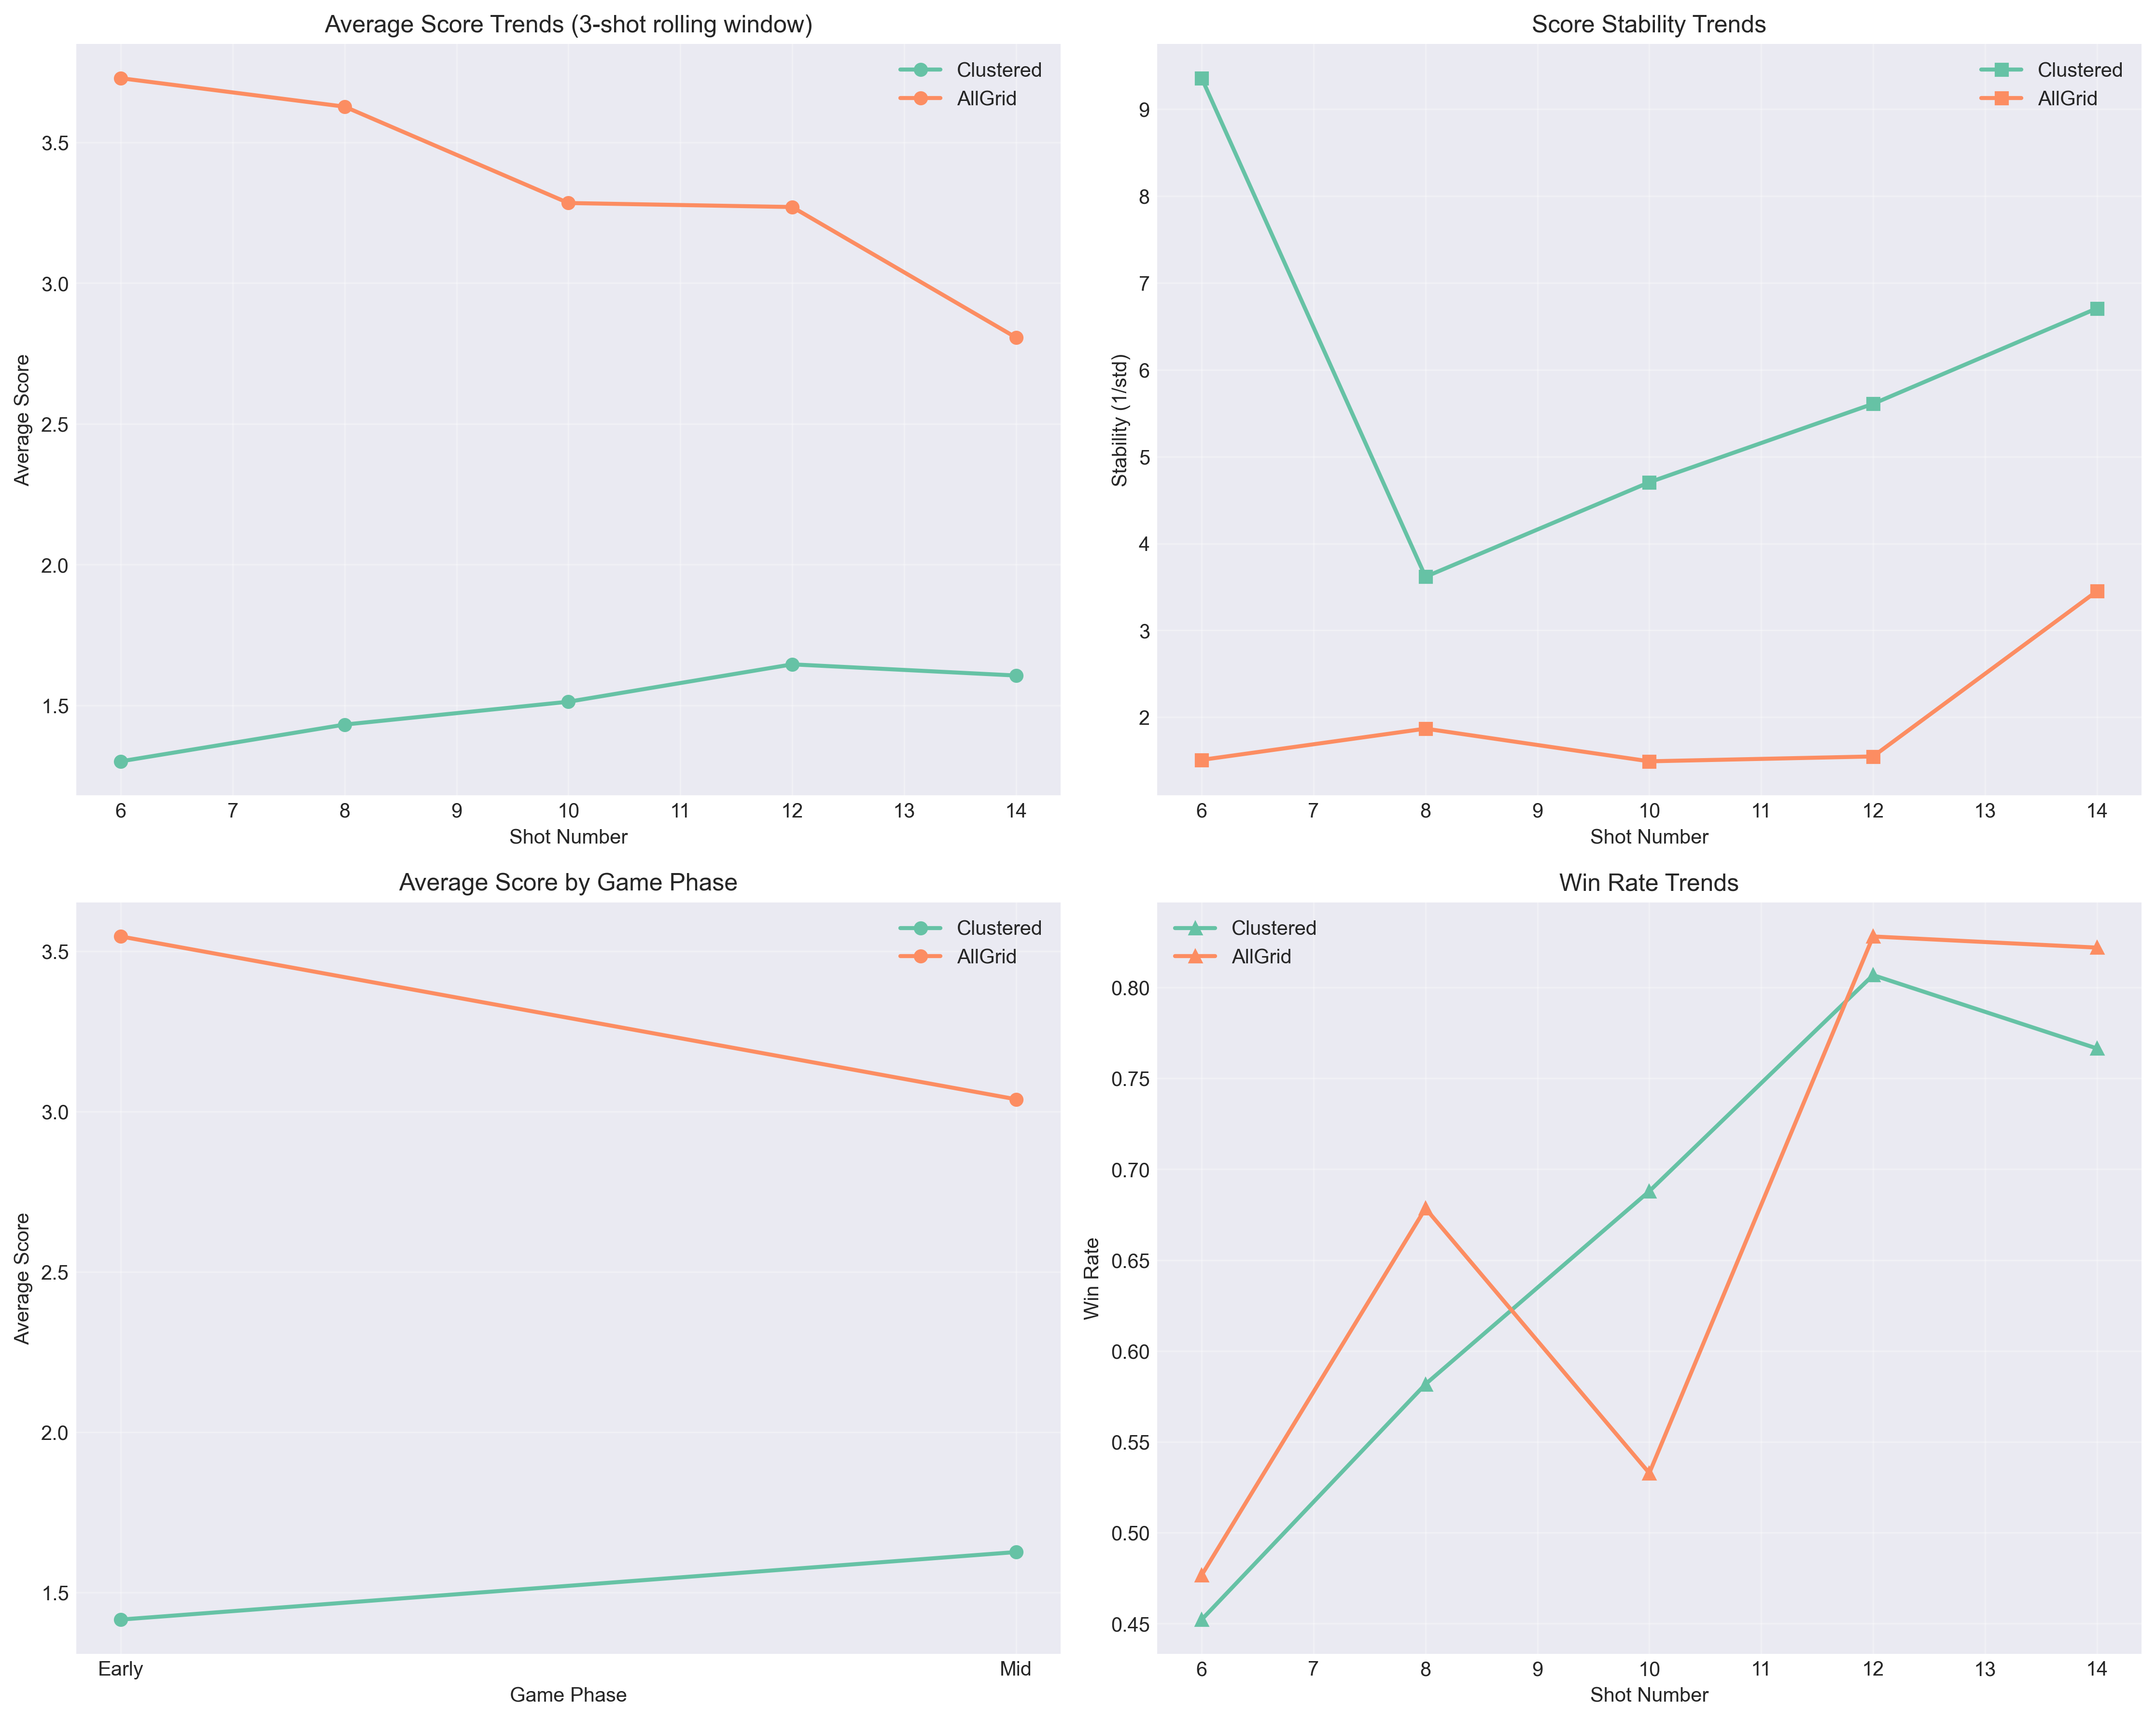 Average Score Trends (3-shot rolling window)
Clustered
AllGrid
3.5
3.0
2.5
2.0
1.5
Average Score
6 7 8 9 10 11 12 13 14
Shot Number
Score Stability Trends
Clustered
AllGrid
9
8
7
6
5
4
3
2
Stability (1/std)
6 7 8 9 10 11 12 13 14
Shot Number
Average Score by Game Phase
Clustered
AllGrid
3.5
3.0
2.5
2.0
1.5
Average Score
Early Mid
Game Phase
Win Rate Trends
Clustered
AllGrid
0.80
0.75
0.70
0.65
0.60
0.55
0.50
0.45
Win Rate
6 7 8 9 10 11 12 13 14
Shot Number